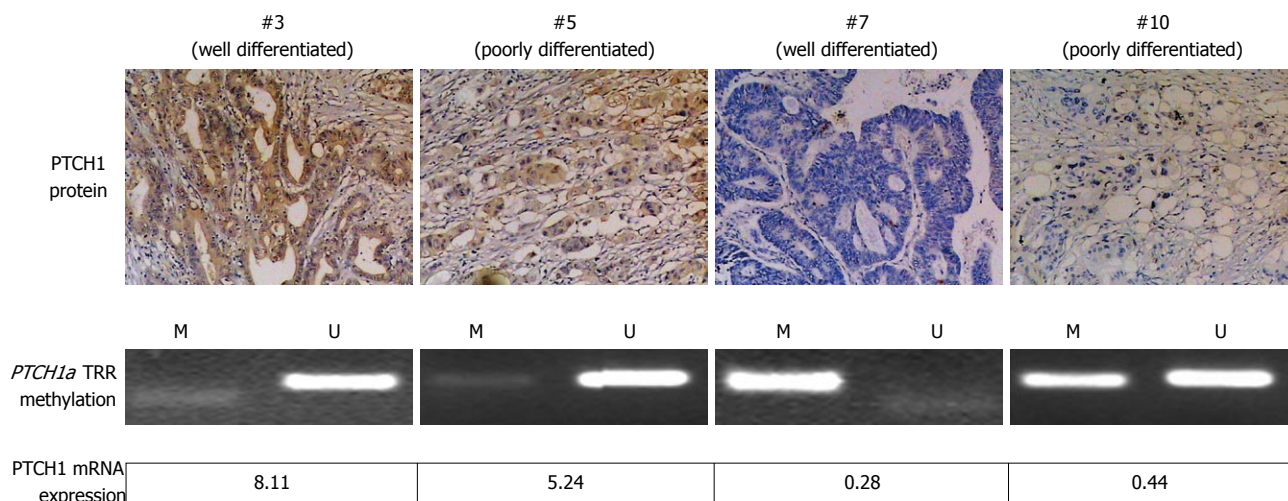 #3
(well differentiated)
#5
(poorly differentiated)
#7
(well differentiated)
#10
(poorly differentiated)
PTCH1
protein
M U M U M U M U
PTCH1a TRR
methylation
PTCH1 mRNA
expression
8.11 5.24 0.28 0.44